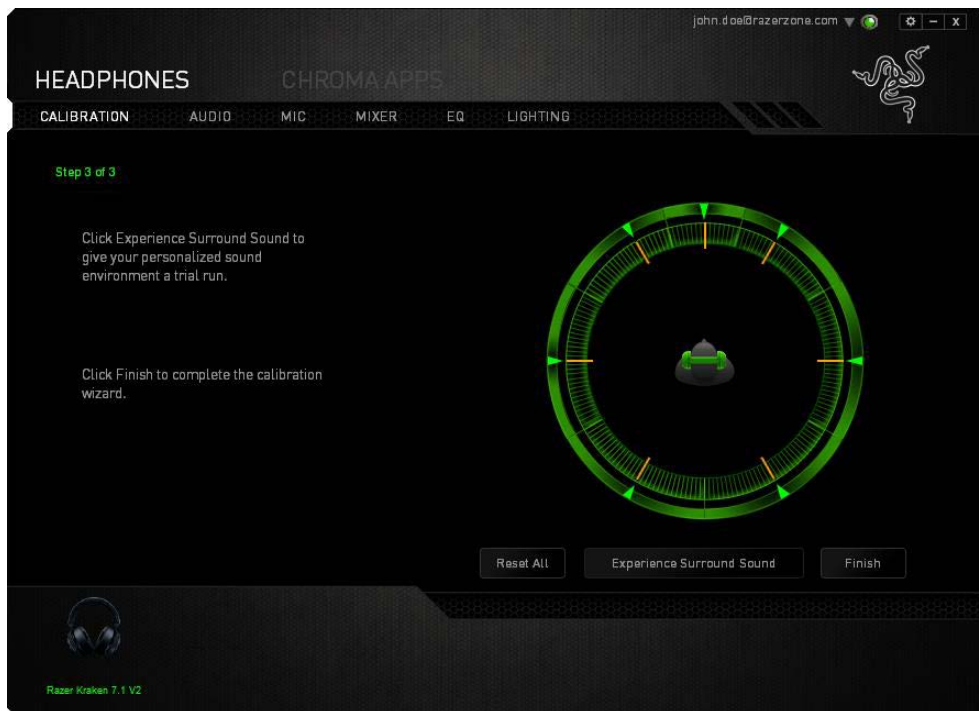 john.doe@razerzone.com
HEADPHONES CHROMA APPS
CALIBRATION AUDIO MIC MIXER EQ LIGHTING
Step 3 of 3
Click Experience Surround Sound to
give your personalized sound
environment a trial run.
Click Finish to complete the calibration
wizard.
Reset All Experience Surround Sound Finish
Razer Kraken 7.1 V2